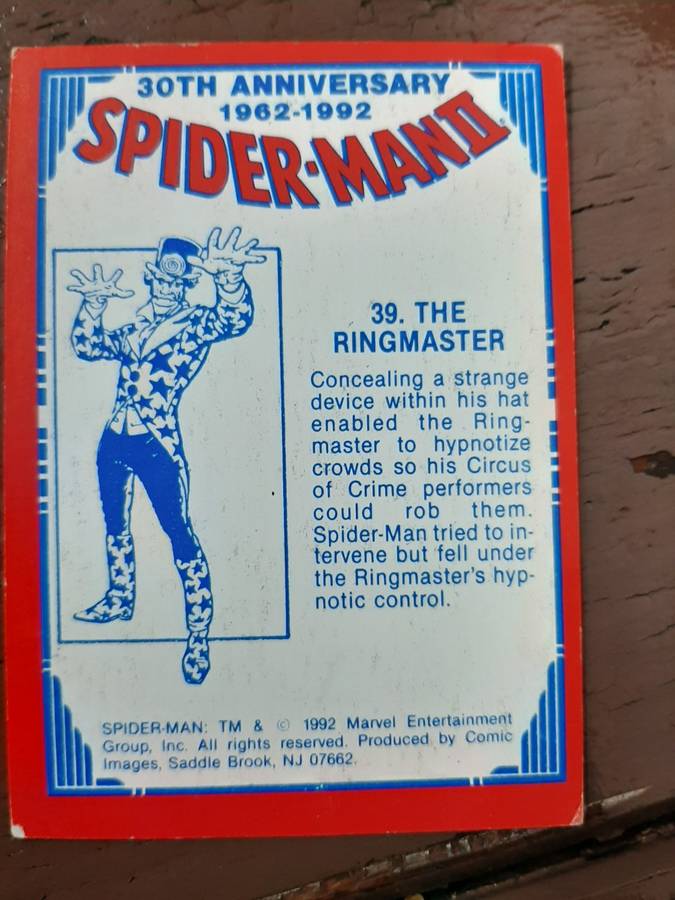 30TH ANNIVERSARY
1962-1992
SPIDER-MAN II
39. THE
RINGMASTER
Concealing a strange
device within his hat
enabled the Ring-
master to hypnotize
crowds so his Circus
of Crime performers
could rob them.
Spider-Man tried to in-
tervene but fell under
the Ringmaster's hyp-
notic control.
SPIDER-MAN: TM & © 1992 Marvel Entertainment
Group, Inc. All rights reserved. Produced by Comic
Images, Saddle Brook, NJ 07662.